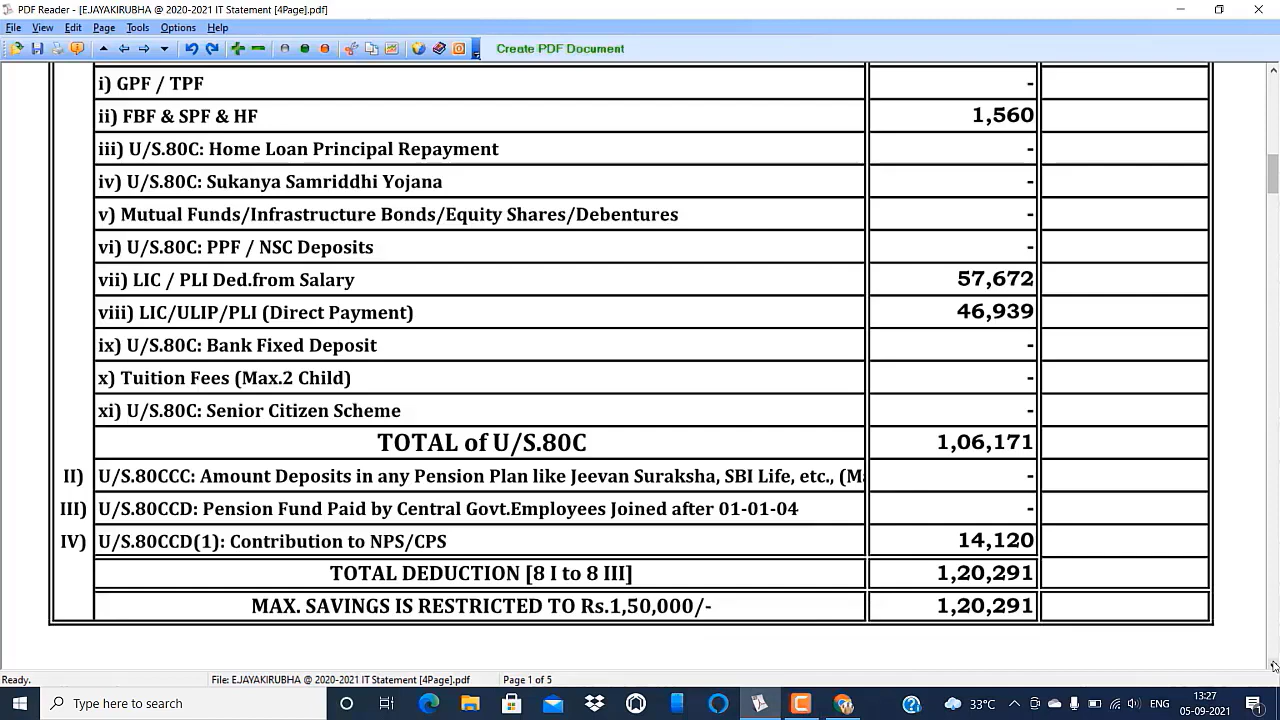 PDF Reader - [EJAYAKIRUBHA @ 2020-2021 IT Statement [4Page].pdf]
File View Edit Page Tools Options Help
Create PDF Document
i) GPF / TPF -
ii) FBF & SPF & HF 1,560
iii) U/S.80C: Home Loan Principal Repayment -
iv) U/S.80C: Sukanya Samriddhi Yojana -
v) Mutual Funds/Infrastructure Bonds/Equity Shares/Debentures -
vi) U/S.80C: PPF / NSC Deposits -
vii) LIC / PLI Ded.from Salary 57,672
viii) LIC/ULIP/PLI (Direct Payment) 46,939
ix) U/S.80C: Bank Fixed Deposit -
x) Tuition Fees (Max.2 Child) -
xi) U/S.80C: Senior Citizen Scheme -
TOTAL of U/S.80C 1,06,171
II) U/S.80CCC: Amount Deposits in any Pension Plan like Jeevan Suraksha, SBI Life, etc., -
III) U/S.80CCD: Pension Fund Paid by Central Govt.Employees Joined after 01-01-04 -
IV) U/S.80CCD(1): Contribution to NPS/CPS 14,120
TOTAL DEDUCTION [8 I to 8 III] 1,20,291
MAX. SAVINGS IS RESTRICTED TO Rs.1,50,000/- 1,20,291
Ready. File: EJAYAKIRUBHA @ 2020-2021 IT Statement [4Page].pdf Page 1 of 5
Type here to search 33°C ENG 13:27
05-09-2021